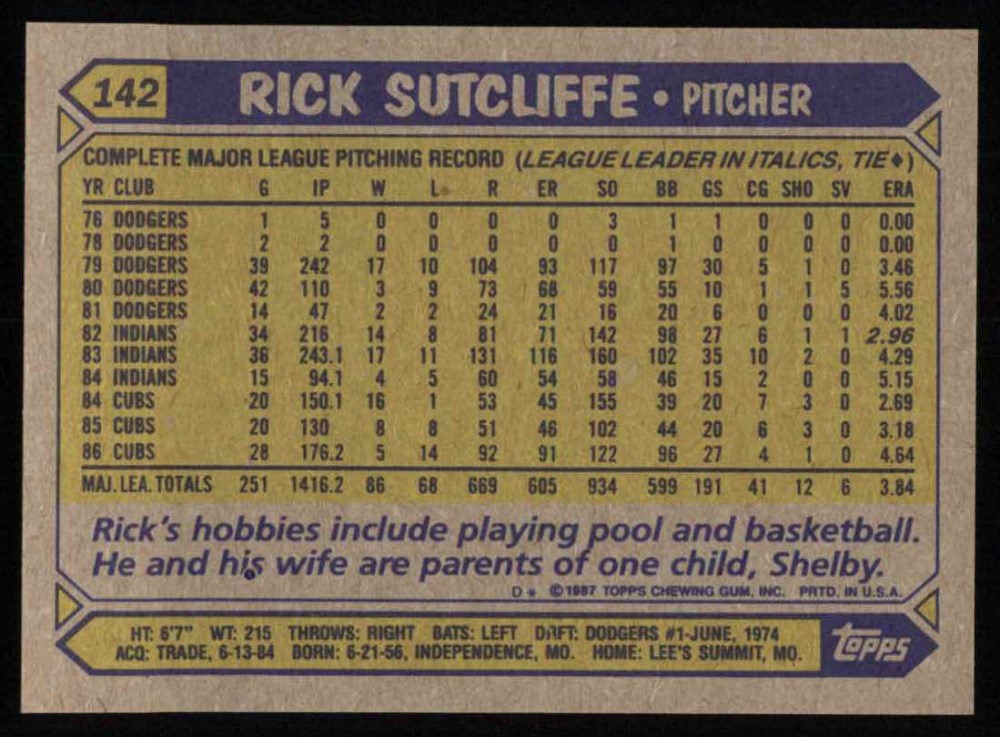 142 RICK SUTCLIFFE • PITCHER
COMPLETE MAJOR LEAGUE PITCHING RECORD (LEAGUE LEADER IN ITALICS, TIE♦)
YR CLUB G IP W L R ER SO BB GS CG SHO SV ERA
76 DODGERS 1 5 0 0 0 0 3 1 1 0 0 0 0.00
78 DODGERS 2 2 0 0 0 0 0 1 0 0 0 0 0.00
79 DODGERS 39 242 17 10 104 93 117 97 30 5 1 0 3.46
80 DODGERS 42 110 3 9 73 68 59 55 10 1 1 5 5.56
81 DODGERS 14 47 2 2 24 21 16 20 6 0 0 0 4.02
82 INDIANS 34 216 14 8 81 71 142 98 27 6 1 1 2.96
83 INDIANS 36 243.1 17 11 131 116 160 102 35 10 2 0 4.29
84 INDIANS 15 94.1 4 5 60 54 58 46 15 2 0 0 5.15
84 CUBS 20 150.1 16 1 53 45 155 39 20 7 3 0 2.69
85 CUBS 20 130 8 8 51 46 102 44 20 6 3 0 3.18
86 CUBS 28 176.2 5 14 92 91 122 96 27 4 1 0 4.64
MAJ. LEA. TOTALS 251 1416.2 86 68 669 605 934 599 191 41 12 6 3.84
Rick's hobbies include playing pool and basketball.
He and his wife are parents of one child, Shelby.
D* ©1987 TOPPS CHEWING GUM, INC. PRTD. IN U.S.A.
HT: 6'7" WT: 215 THROWS: RIGHT BATS: LEFT DRFT: DODGERS #1-JUNE, 1974
ACQ: TRADE, 6-13-84 BORN: 6-21-56, INDEPENDENCE, MO. HOME: LEE'S SUMMIT, MO.
TOPPS